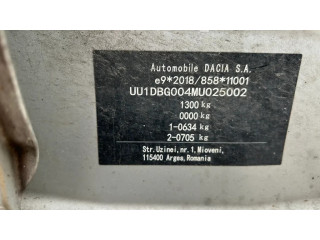 Automobile DACIA S.A.
e9*2018/858*11001
UU1DBG004MU025002
1300 kg
0000 kg
1-0634 kg
2-0705 kg
Str. Uzinei, nr. 1, Mioveni,
115400 Arges, Romania